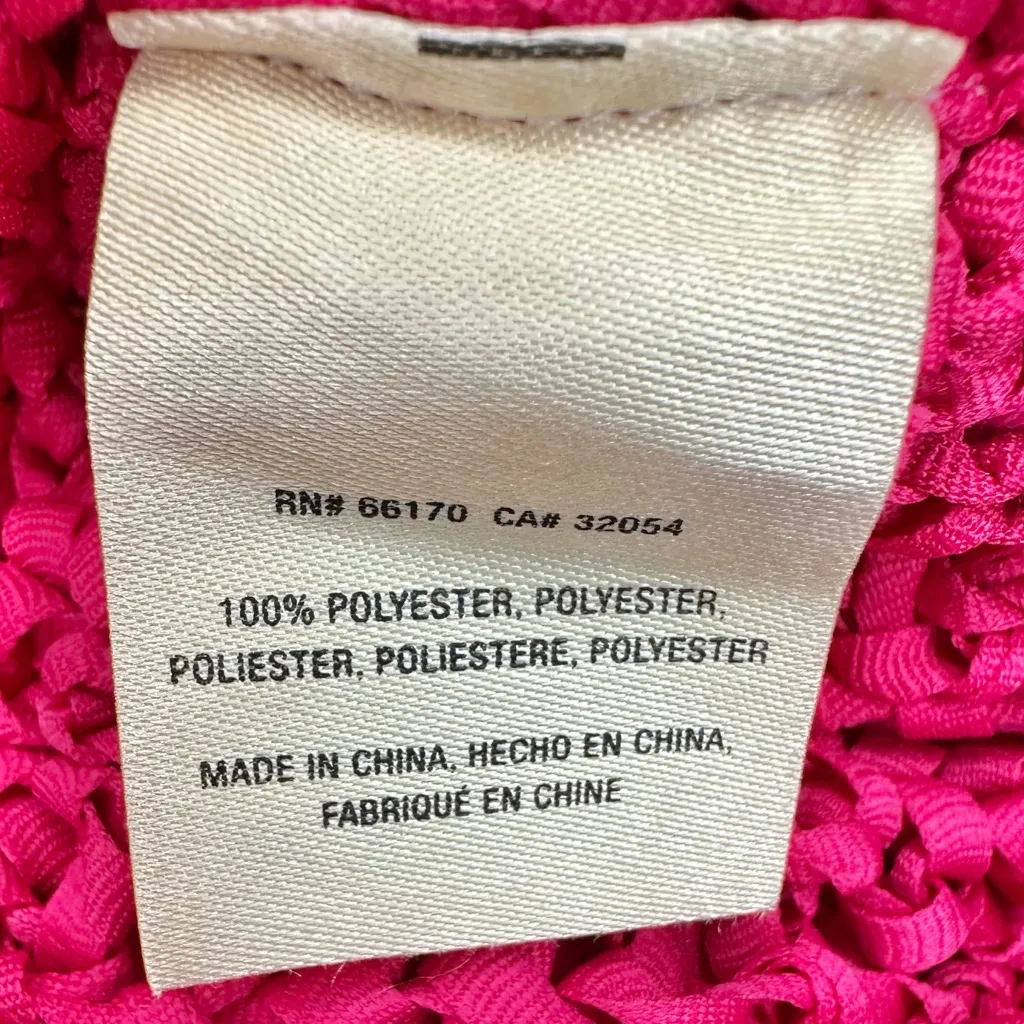 RN# 66170 CA# 32054
100% POLYESTER, POLYESTER,
POLIESTER, POLIESTERE, POLYESTER
MADE IN CHINA, HECHO EN CHINA,
FABRIQUÉ EN CHINE